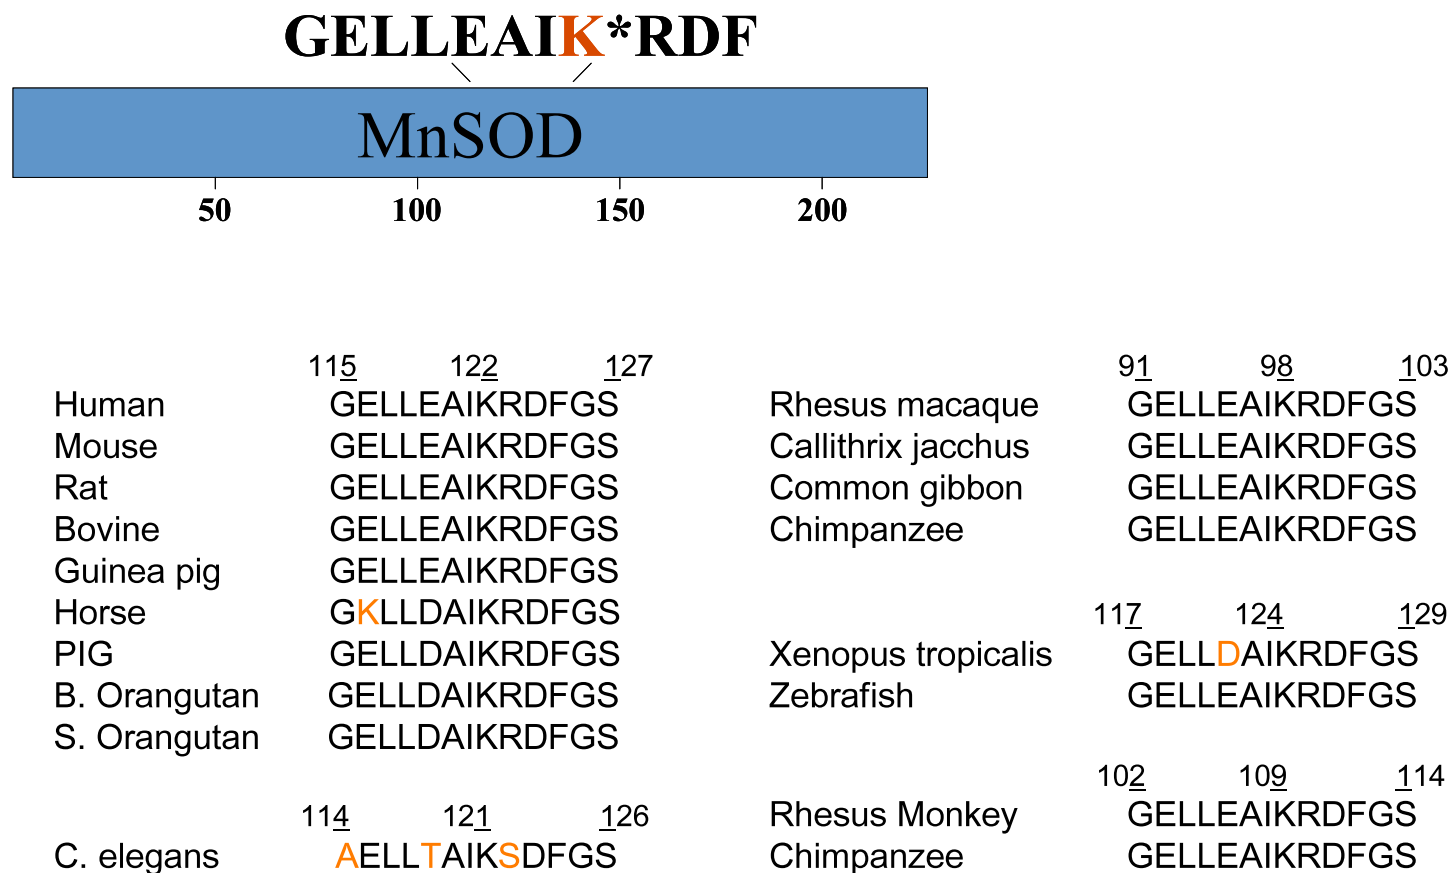 GELLEAIK*RDF
MnSOD
50 100 150 200
115 122 127
Human GELLEAIKRDFGS
Mouse GELLEAIKRDFGS
Rat GELLEAIKRDFGS
Bovine GELLEAIKRDFGS
Guinea pig GELLEAIKRDFGS
Horse GKLLDAIKRDFGS
PIG GELLDAIKRDFGS
B. Orangutan GELLDAIKRDFGS
S. Orangutan GELLDAIKRDFGS
114 121 126
C. elegans AELLTAIKSDFGS
91 98 103
Rhesus macaque GELLEAIKRDFGS
Callithrix jacchus GELLEAIKRDFGS
Common gibbon GELLEAIKRDFGS
Chimpanzee GELLEAIKRDFGS
117 124 129
Xenopus tropicalis GELLDAIKRDFGS
Zebrafish GELLEAIKRDFGS
102 109 114
Rhesus Monkey GELLEAIKRDFGS
Chimpanzee GELLEAIKRDFGS